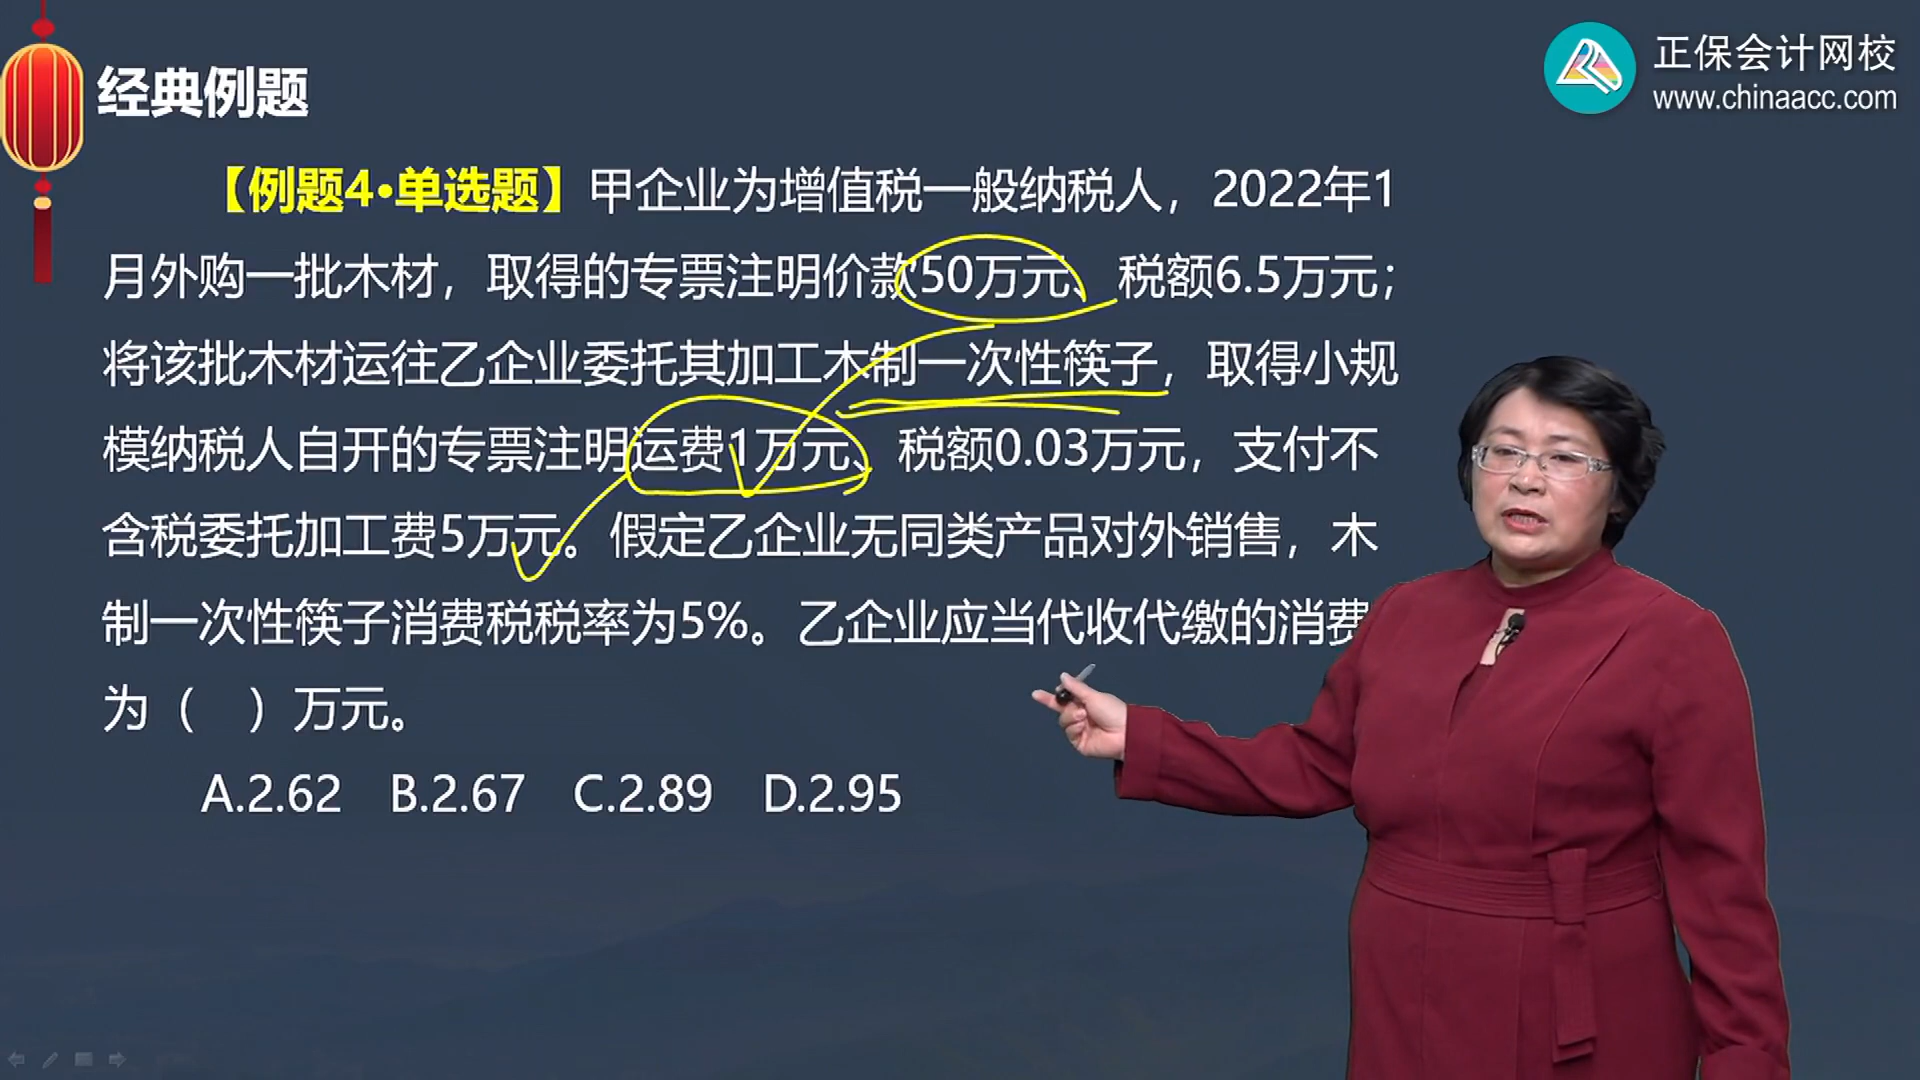 正保会计网校
www.chinaacc.com
经典例题
【例题4•单选题】甲企业为增值税一般纳税人，2022年1
月外购一批木材，取得的专票注明价款50万元、税额6.5万元；
将该批木材运往乙企业委托其加工木制一次性筷子，取得小规
模纳税人自开的专票注明运费1万元、税额0.03万元，支付不
含税委托加工费5万元。假定乙企业无同类产品对外销售，木
制一次性筷子消费税税率为5%。乙企业应当代收代缴的消费
为（ ）万元。
A.2.62 B.2.67 C.2.89 D.2.95